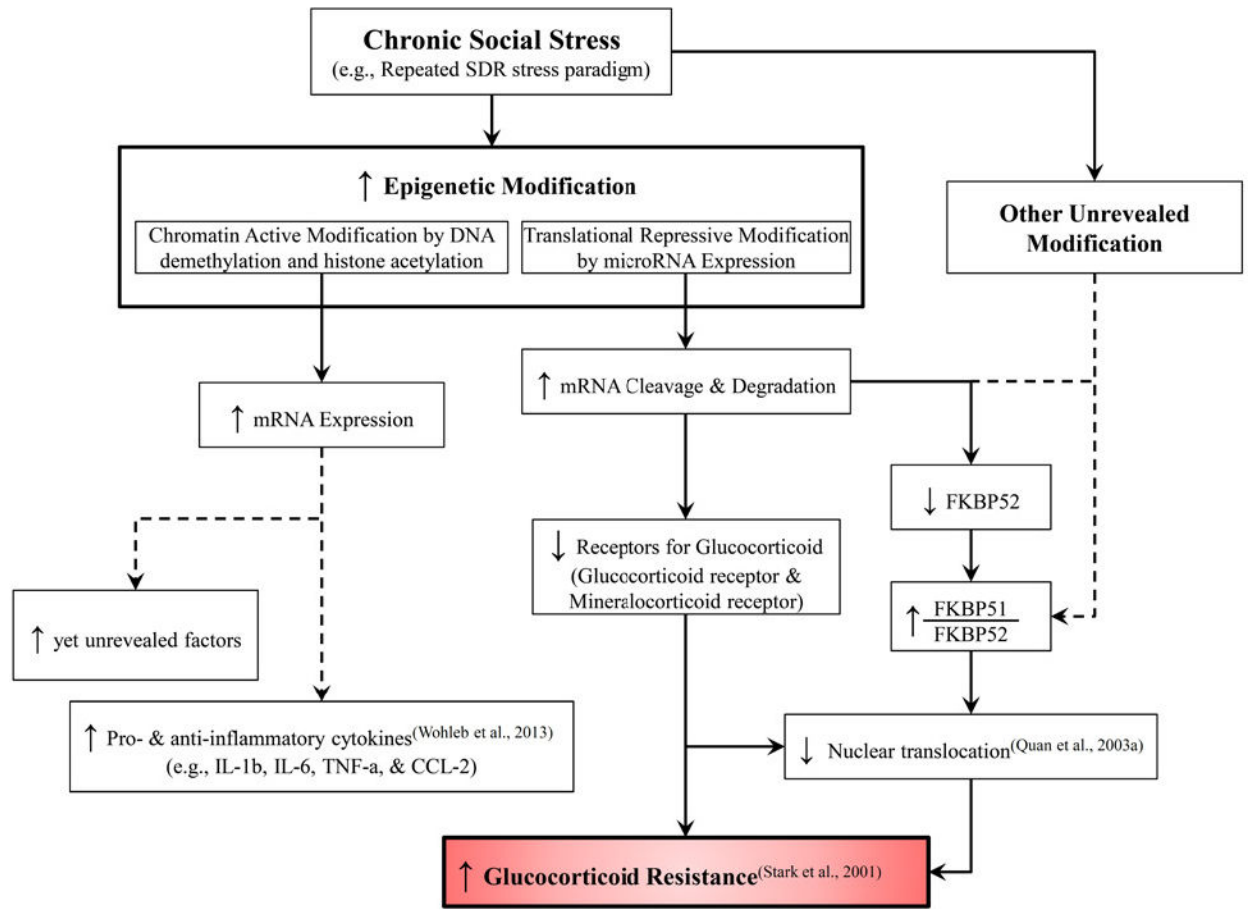 Chronic Social Stress
(e.g., Repeated SDR stress paradigm)
↑ Epigenetic Modification
Chromatin Active Modification by DNA
demethylation and histone acetylation
Translational Repressive Modification
by microRNA Expression
Other Unrevealed
Modification
↑ mRNA Expression
↑ mRNA Cleavage & Degradation
↓ FKBP52
↓ Receptors for Glucocorticoid
(Glucocorticoid receptor &
Mineralocorticoid receptor)
↑ FKBP51
FKBP52
↑ yet unrevealed factors
↑ Pro- & anti-inflammatory cytokines(Wohleb et al., 2013)
(e.g., IL-1b, IL-6, TNF-a, & CCL-2)
↓ Nuclear translocation(Quan et al., 2003a)
↑ Glucocorticoid Resistance(Stark et al., 2001)